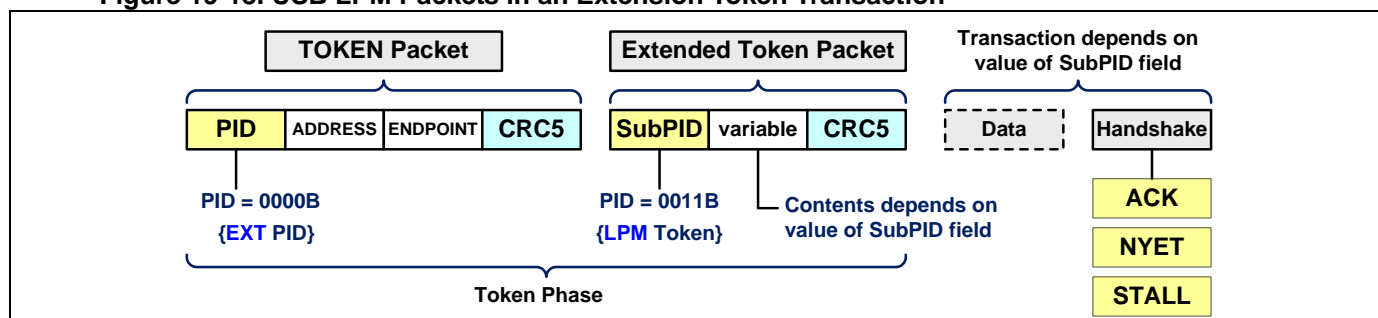 TOKEN Packet
Extended Token Packet
Transaction depends on
value of SubPID field
PID ADDRESS ENDPOINT CRC5
SubPID variable CRC5
Data
Handshake
PID = 0000B
{EXT PID}
PID = 0011B
{LPM Token}
Contents depends on
value of SubPID field
ACK
NYET
STALL
Token Phase